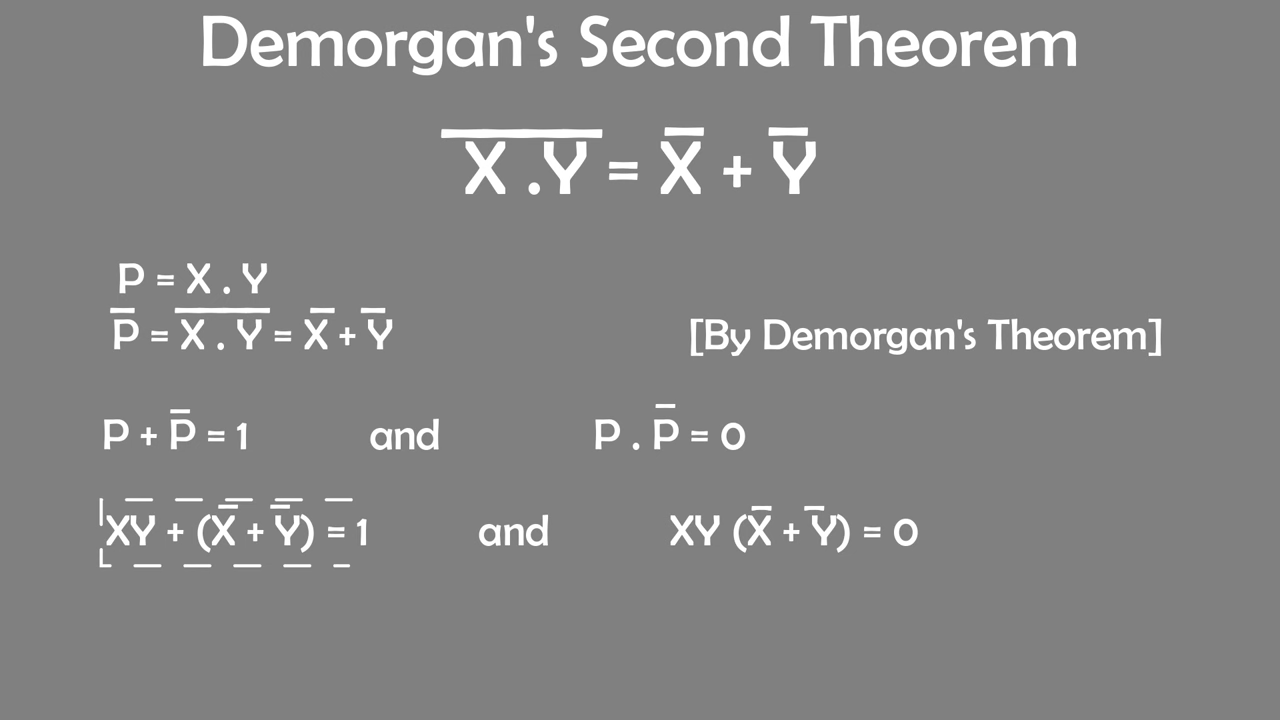 Demorgan's Second Theorem
X̅ ̅.̅Y̅ = X̅ + Y̅
P = X . Y
P̅ = X̅ ̅.̅ ̅Y̅ = X̅ + Y̅ [By Demorgan's Theorem]
P + P̅ = 1 and P . P̅ = 0
XY + (X̅ + Y̅) = 1 and XY (X̅ + Y̅) = 0